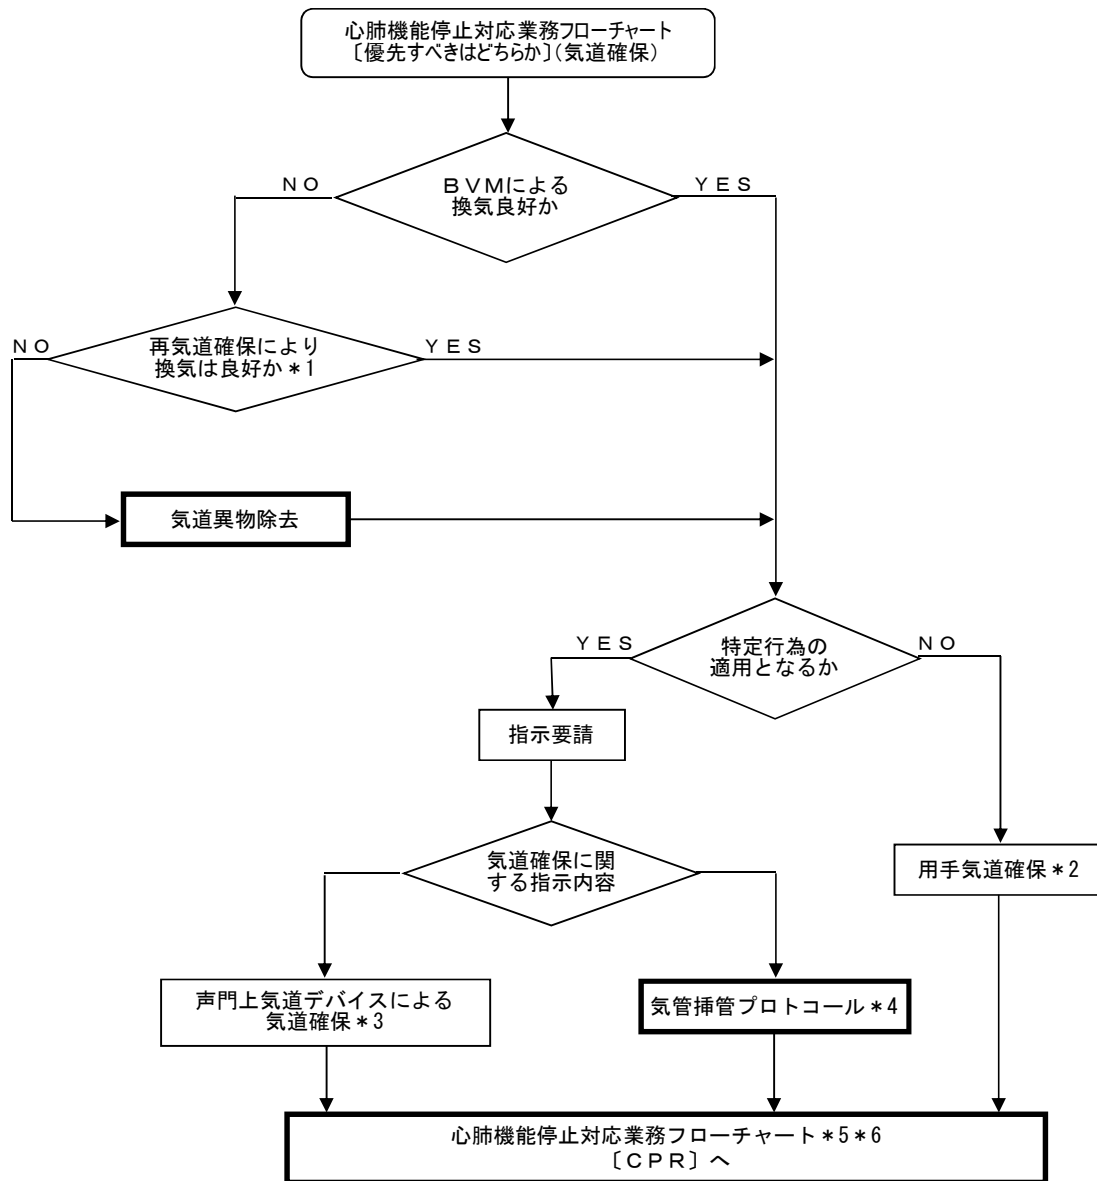 心肺機能停止対応業務フローチャート
〔優先すべきはどちらか〕(気道確保)
ＮＯ
ＢＶＭによる
換気良好か
ＹＥＳ
ＮＯ
再気道確保により
換気は良好か＊1
ＹＥＳ
気道異物除去
ＹＥＳ
特定行為の
適用となるか
ＮＯ
指示要請
気道確保に関
する指示内容
用手気道確保＊2
声門上気道デバイスによる
気道確保＊3
気管挿管プロトコール＊4
心肺機能停止対応業務フローチャート＊5＊6
〔ＣＰＲ〕へ